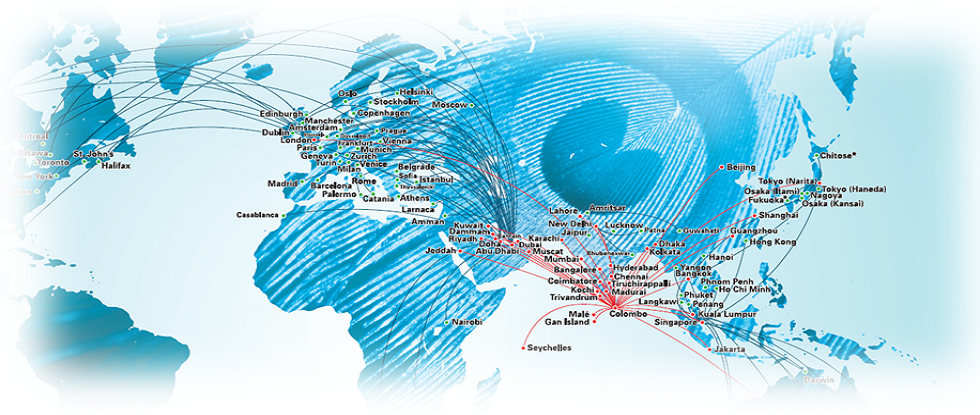 Montreal
Ottawa
Toronto
New York
St. John's
Halifax
Oslo
Helsinki
Stockholm
Moscow
Edinburgh
Copenhagen
Manchester
Dublin
Amsterdam
London
Prague
Frankfurt
Vienna
Paris
Munich
Geneva
Zurich
Turin
Venice
Milan
Belgrade
Madrid
Barcelona
Rome
Sofia
Istanbul
Palermo
Catania
Athens
Casablanca
Larnaca
Amman
Kuwait
Dammam
Riyadh
Doha
Dubai
Jeddah
Abu Dhabi
Muscat
Karachi
Lahore
Amritsar
New Delhi
Lucknow
Jaipur
Patna
Guwahati
Dhaka
Kolkata
Bhubaneswar
Mumbai
Bangalore
Hyderabad
Chennai
Coimbatore
Tiruchirappalli
Kochi
Madurai
Trivandrum
Malé
Colombo
Gan Island
Seychelles
Nairobi
Beijing
Chitose*
Tokyo (Narita)
Tokyo (Haneda)
Osaka (Itami)
Nagoya
Fukuoka
Osaka (Kansai)
Shanghai
Guangzhou
Hong Kong
Hanoi
Yangon
Bangkok
Phnom Penh
Ho Chi Minh
Phuket
Langkawi
Penang
Kuala Lumpur
Singapore
Jakarta
Darwin